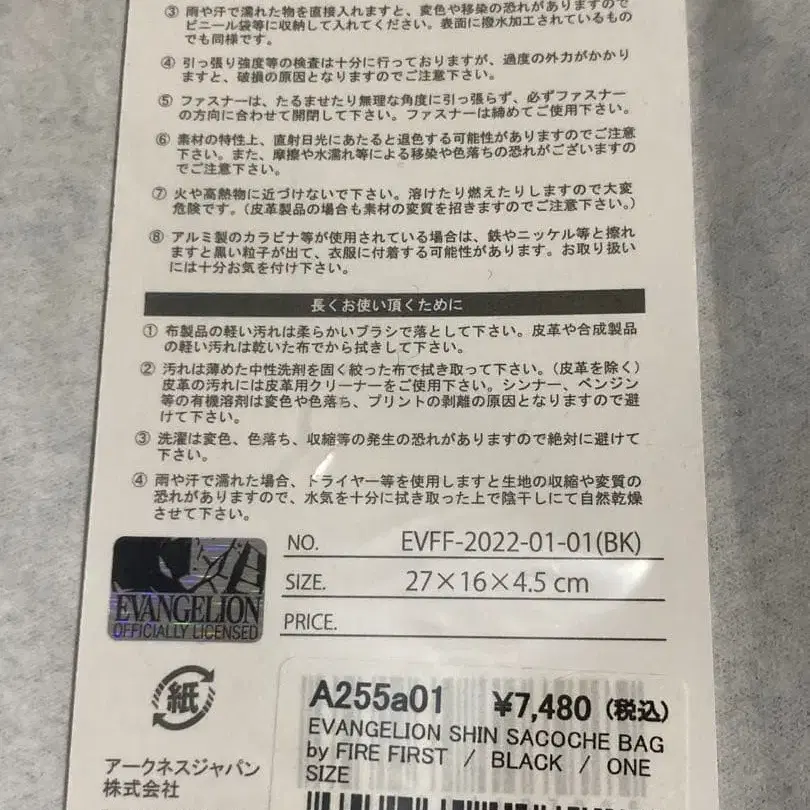 ③ 雨や汗で濡れた物を直接入れますと、変色や移染の恐れがありますので
ビニール袋等に収納して入れてください。表面に撥水加工されているもの
でも同様です。
④ 引っ張り強度等の検査は十分に行っておりますが、過度の外力がかかり
ますと、破損の原因となりますのでご注意下さい。
⑤ ファスナーは、たるませたり無理な角度に引っ張らず、必ずファスナー
の方向に合わせて開閉して下さい。ファスナーは締めてご使用下さい。
⑥ 素材の特性上、直射日光にあたると退色する可能性がありますのでご注意
下さい。また、摩擦や水濡れ等による移染や色落ちの恐れがございますの
でご注意下さい。
⑦ 火や高熱物に近づけないで下さい。溶けたり燃えたりしますので大変
危険です。(皮革製品の場合も素材の変質を招きますのでご注意下さい。)
⑧ アルミ製のカラビナ等が使用されている場合は、鉄やニッケル等と擦れ
ますと黒い粒子が出て、衣服に付着する可能性があります。お取り扱い
には十分お気を付け下さい。
長くお使い頂くために
① 布製品の軽い汚れは柔らかいブラシで落として下さい。皮革や合成製品
の軽い汚れは乾いた布でから拭きして下さい。
② 汚れは薄めた中性洗剤を固く絞った布で拭き取って下さい。(皮革を除く)
皮革の汚れには皮革用クリーナーをご使用下さい。シンナー、ベンジン
等の有機溶剤は変色や色落ち、プリントの剥離の原因となりますので避
けて下さい。
③ 洗濯は変色、色落ち、収縮等の発生の恐れがありますので絶対に避けて
下さい。
④ 雨や汗で濡れた場合、ドライヤー等を使用しますと生地の収縮や変質の
恐れがありますので、水気を十分に拭き取った上で陰干しにて自然乾燥
させて下さい。
NO. EVFF-2022-01-01(BK)
SIZE. 27×16×4.5 cm
PRICE.
EVANGELION
OFFICIALLY LICENSED
紙
アークネスジャパン
株式会社
A255a01 ¥7,480 (税込)
EVANGELION SHIN SACOCHE BAG
by FIRE FIRST / BLACK / ONE
SIZE